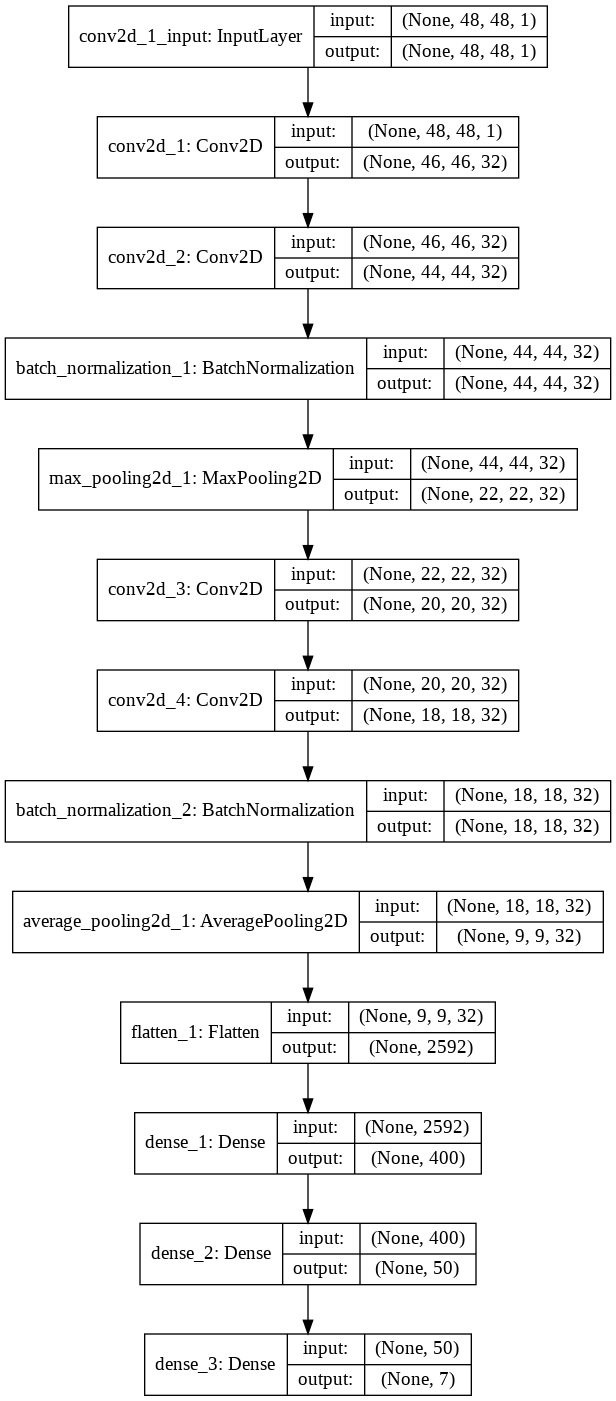 conv2d_1_input: InputLayer
input: (None, 48, 48, 1)
output: (None, 48, 48, 1)
conv2d_1: Conv2D
input: (None, 48, 48, 1)
output: (None, 46, 46, 32)
conv2d_2: Conv2D
input: (None, 46, 46, 32)
output: (None, 44, 44, 32)
batch_normalization_1: BatchNormalization
input: (None, 44, 44, 32)
output: (None, 44, 44, 32)
max_pooling2d_1: MaxPooling2D
input: (None, 44, 44, 32)
output: (None, 22, 22, 32)
conv2d_3: Conv2D
input: (None, 22, 22, 32)
output: (None, 20, 20, 32)
conv2d_4: Conv2D
input: (None, 20, 20, 32)
output: (None, 18, 18, 32)
batch_normalization_2: BatchNormalization
input: (None, 18, 18, 32)
output: (None, 18, 18, 32)
average_pooling2d_1: AveragePooling2D
input: (None, 18, 18, 32)
output: (None, 9, 9, 32)
flatten_1: Flatten
input: (None, 9, 9, 32)
output: (None, 2592)
dense_1: Dense
input: (None, 2592)
output: (None, 400)
dense_2: Dense
input: (None, 400)
output: (None, 50)
dense_3: Dense
input: (None, 50)
output: (None, 7)